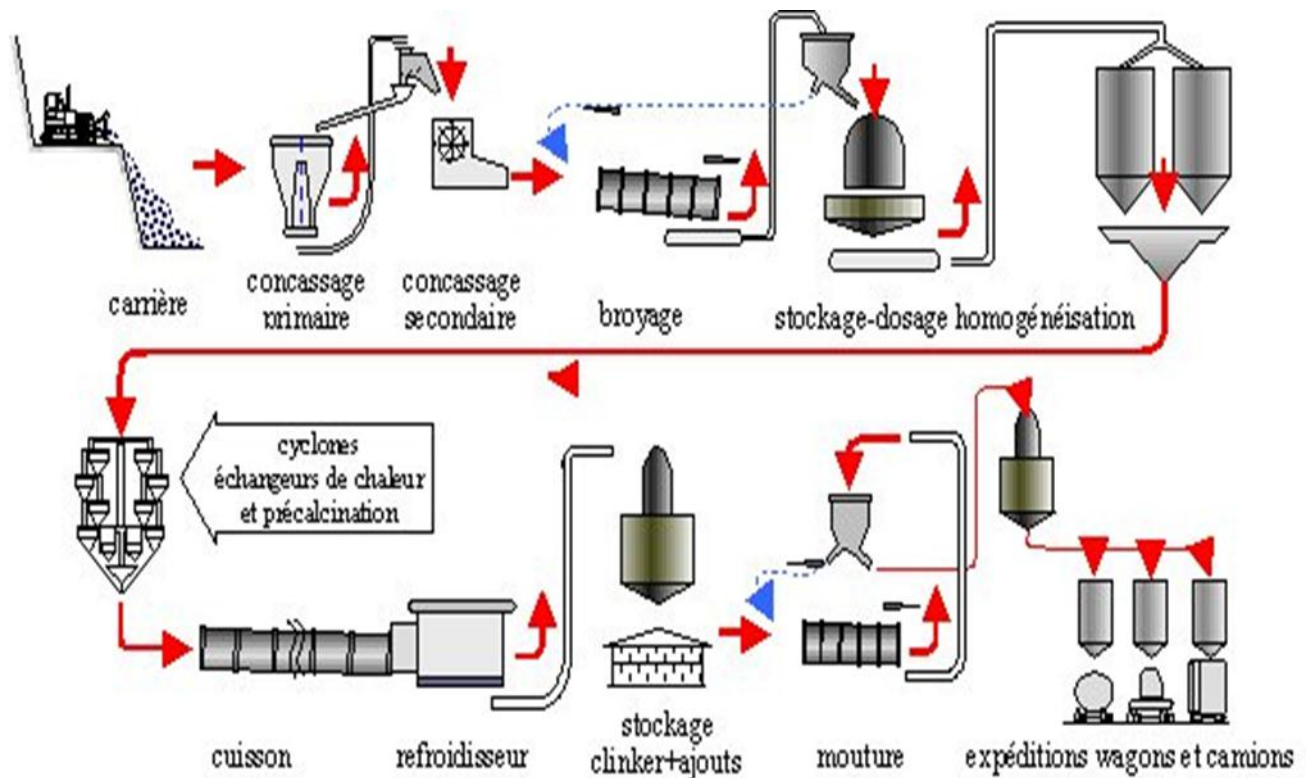 carrière
concassage
primaire
concassage
secondaire
broyage
stockage-dosage homogénéisation
cyclones
échangeurs de chaleur
et précalcination
cuisson
refroidisseur
stockage
clinker+ajouts
mouture
expéditions wagons et camions